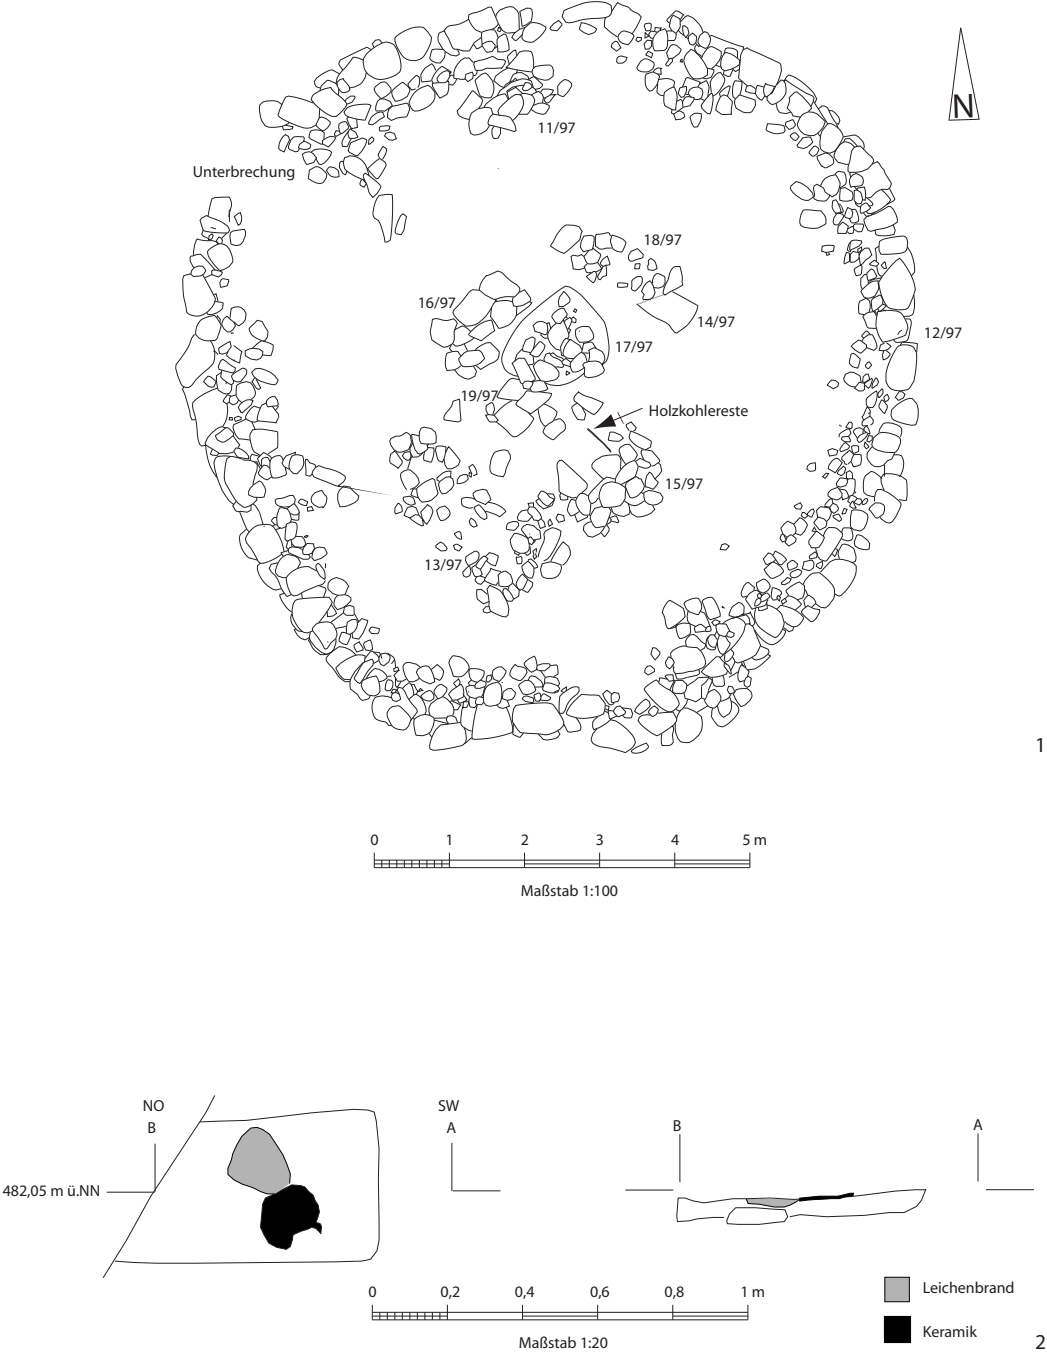 N
11/97
Unterbrechung
18/97
16/97
14/97
12/97
17/97
19/97
Holzkohlereste
15/97
13/97
1
0 1 2 3 4 5 m
Maßstab 1:100
NO
B
SW
A
B
A
482,05 m ü.NN
0 0,2 0,4 0,6 0,8 1 m
Maßstab 1:20
Leichenbrand
Keramik
2